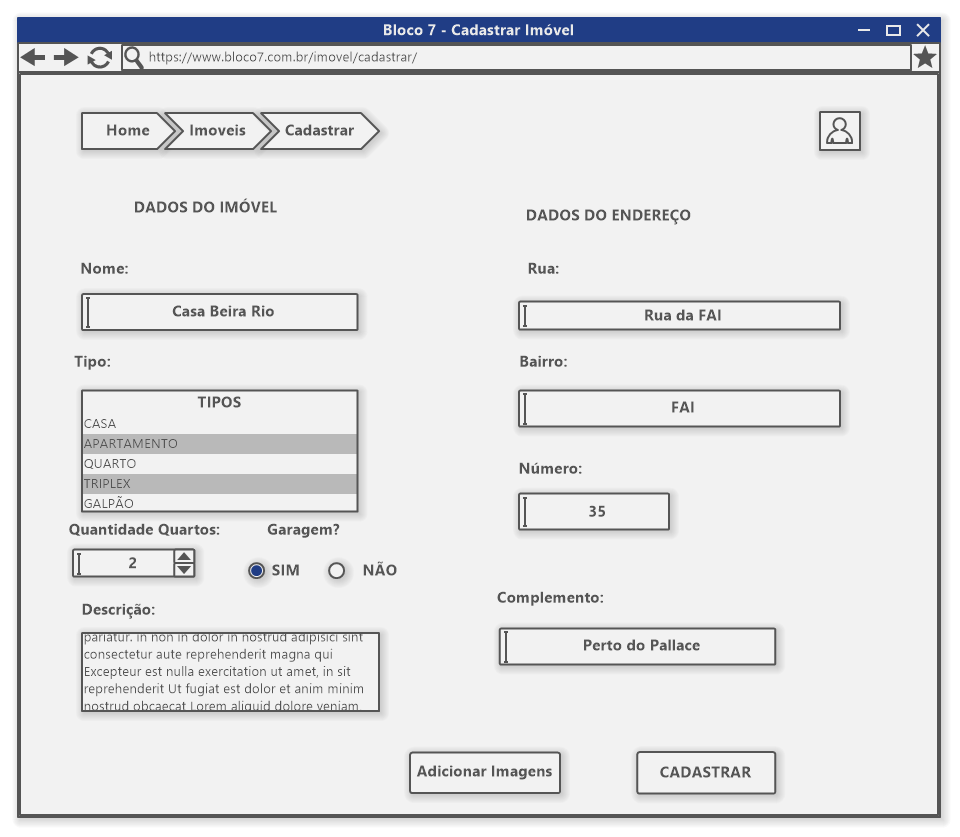 Bloco 7 - Cadastrar Imóvel
https://www.bloco7.com.br/imovel/cadastrar/
Home
Imoveis
Cadastrar
DADOS DO IMÓVEL
Nome:
Casa Beira Rio
Tipo:
TIPOS
CASA
APARTAMENTO
QUARTO
TRIPLEX
GALPÃO
Quantidade Quartos:
2
Garagem?
SIM
NÃO
Descrição:
pariatur. in non in dolor in nostrud adipisici sint
consectetur aute reprehenderit magna qui
Excepteur est nulla exercitation ut amet, in sit
reprehenderit Ut fugiat est dolor et anim minim
nostrud obcaecat Lorem aliquid dolore veniam
DADOS DO ENDEREÇO
Rua:
Rua da FAI
Bairro:
FAI
Número:
35
Complemento:
Perto do Pallace
Adicionar Imagens
CADASTRAR